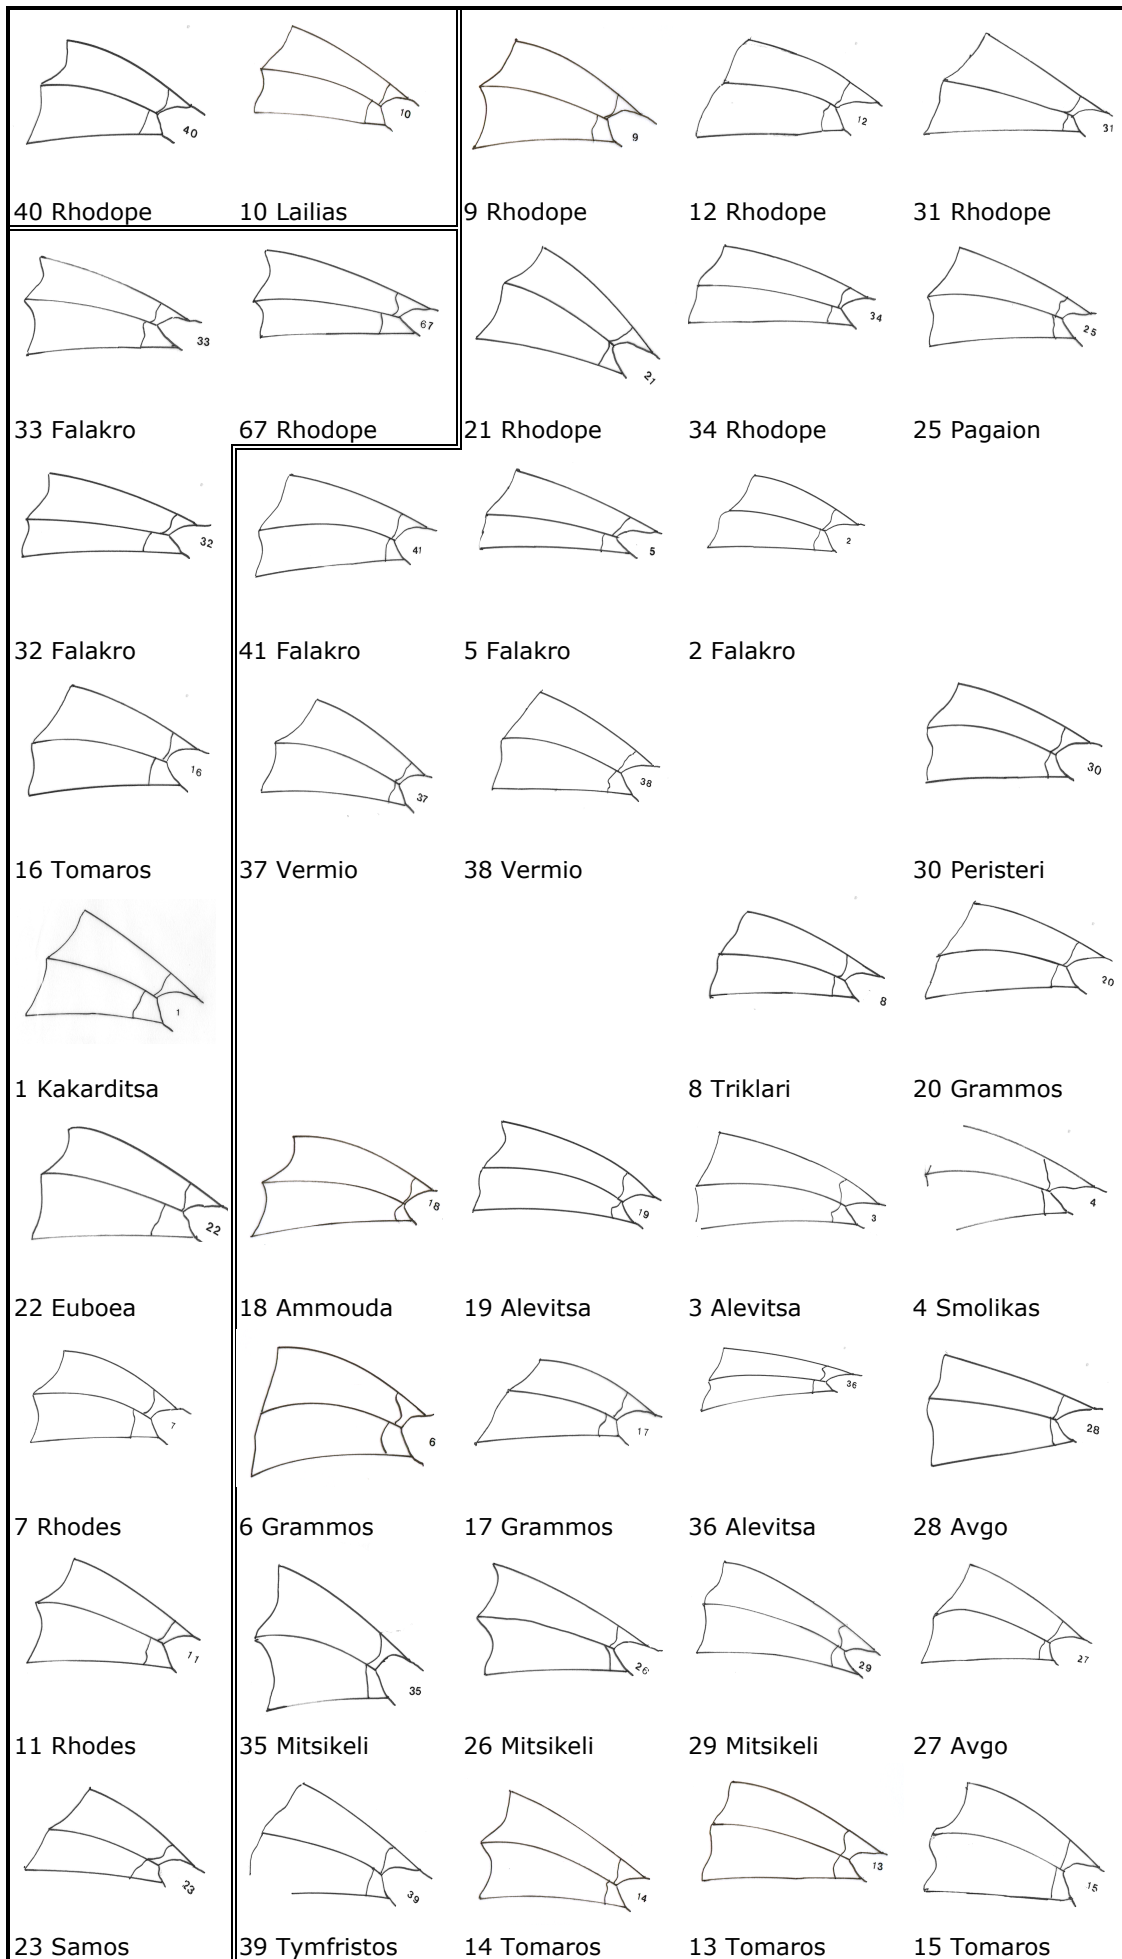 40 10 9 12 31
40 Rhodope 10 Lailias 9 Rhodope 12 Rhodope 31 Rhodope
33 67 21 34 25
33 Falakro 67 Rhodope 21 Rhodope 34 Rhodope 25 Pagaion
32 41 5 2
32 Falakro 41 Falakro 5 Falakro 2 Falakro
16 37 38 30
16 Tomaros 37 Vermio 38 Vermio 30 Peristeri
1 8 20
1 Kakarditsa 8 Triklari 20 Grammos
22 18 19 3 4
22 Euboea 18 Ammouda 19 Alevitsa 3 Alevitsa 4 Smolikas
7 6 17 36 28
7 Rhodes 6 Grammos 17 Grammos 36 Alevitsa 28 Avgo
11 35 26 29 27
11 Rhodes 35 Mitsikeli 26 Mitsikeli 29 Mitsikeli 27 Avgo
23 39 14 13 15
23 Samos 39 Tymfristos 14 Tomaros 13 Tomaros 15 Tomaros